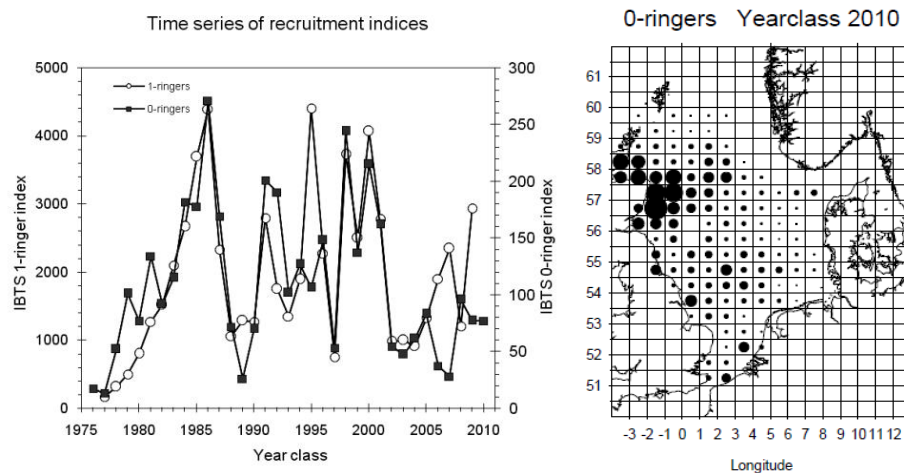 Time series of recruitment indices
5000
4000
3000
2000
1000
0
IBTS 1-ringer index
1-ringers
0-ringers
300
250
200
150
100
50
0
IBTS 0-ringer index
1975 1980 1985 1990 1995 2000 2005 2010
Year class
0-ringers Yearclass 2010
61
60
59
58
57
56
55
54
53
52
51
-3 -2 -1 0 1 2 3 4 5 6 7 8 9 10 11 12
Longitude